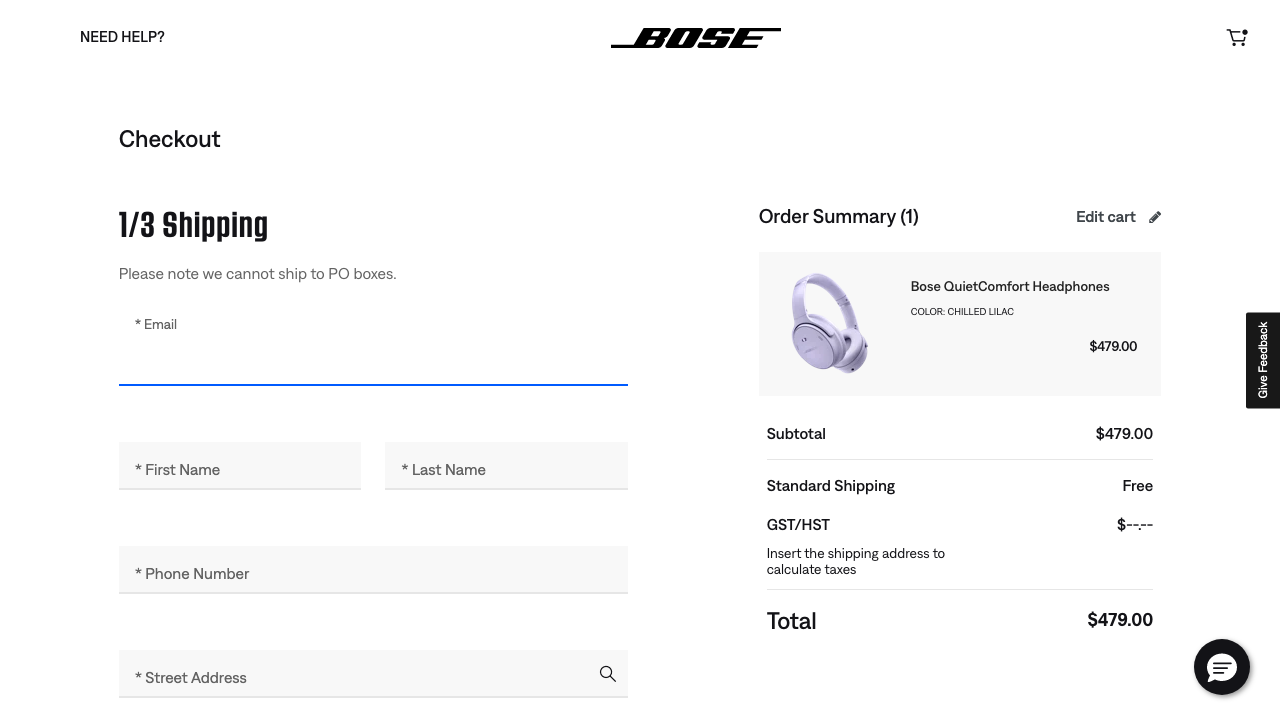 NEED HELP?
BOSE
Checkout
1/3 Shipping
Please note we cannot ship to PO boxes.
* Email
* First Name
* Last Name
* Phone Number
* Street Address
Order Summary (1)
Edit cart
Bose QuietComfort Headphones
COLOR: CHILLED LILAC
$479.00
Subtotal
$479.00
Standard Shipping
Free
GST/HST
$--.--
Insert the shipping address to
calculate taxes
Total
$479.00
Give Feedback